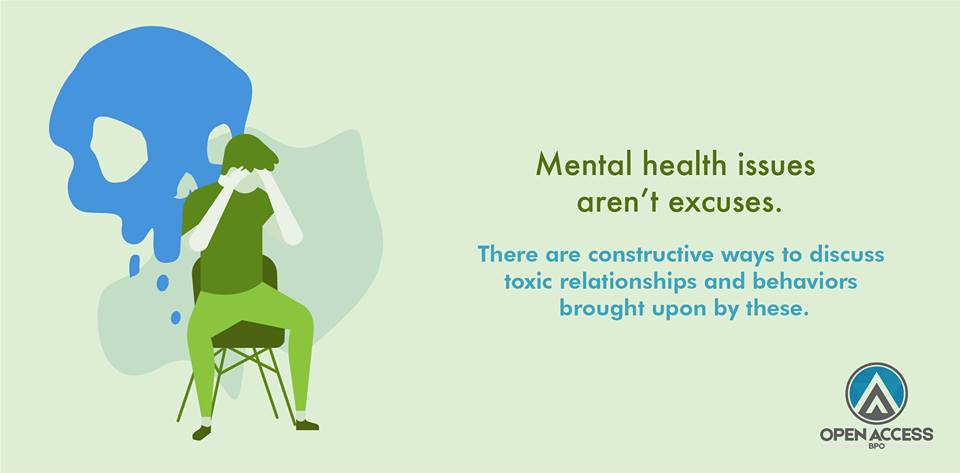 Mental health issues
aren't excuses.
There are constructive ways to discuss
toxic relationships and behaviors
brought upon by these.
OPEN ACCESS
BPO